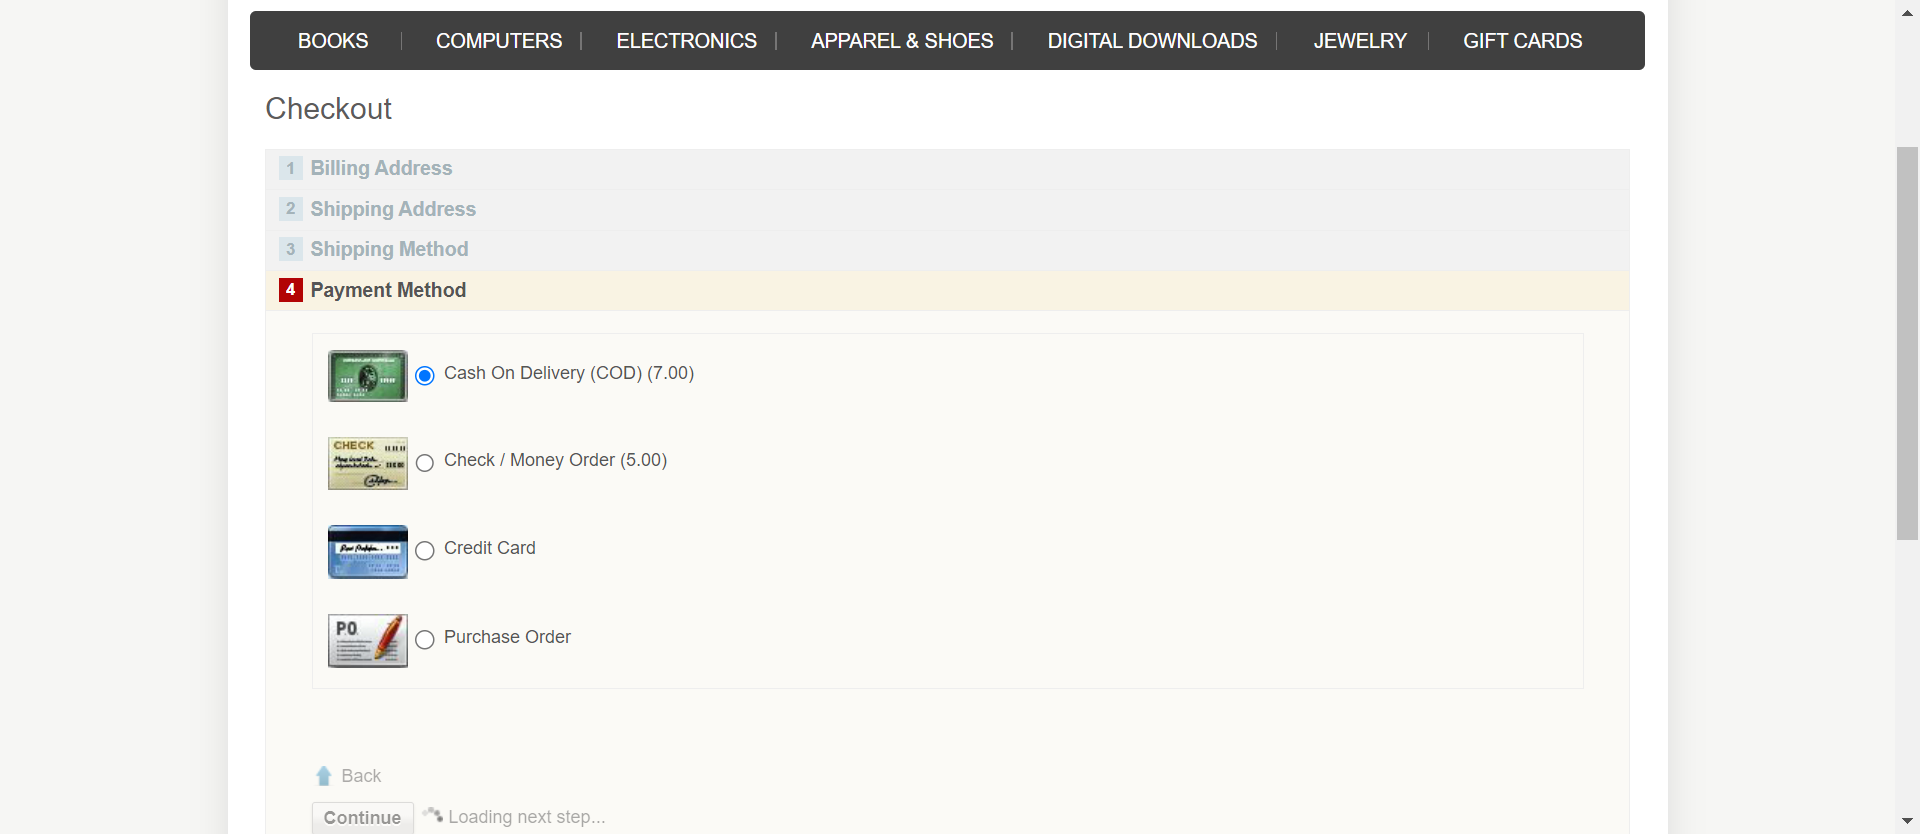 BOOKS COMPUTERS ELECTRONICS APPAREL & SHOES DIGITAL DOWNLOADS JEWELRY GIFT CARDS
Checkout
1 Billing Address
2 Shipping Address
3 Shipping Method
4 Payment Method
Cash On Delivery (COD) (7.00)
CHECK
Check / Money Order (5.00)
Credit Card
P.O.
Purchase Order
Back
Continue Loading next step...